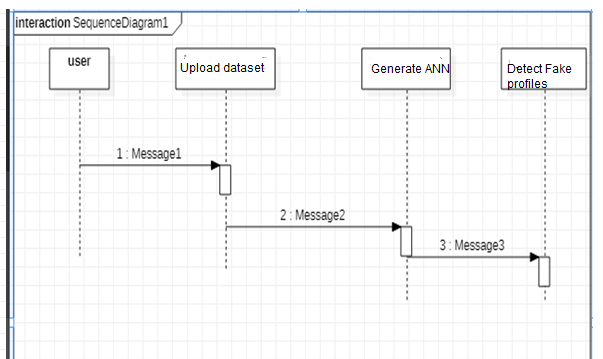 interaction SequenceDiagram1
user
Upload dataset
Generate ANN
Detect Fake
profiles
1 : Message1
2 : Message2
3 : Message3